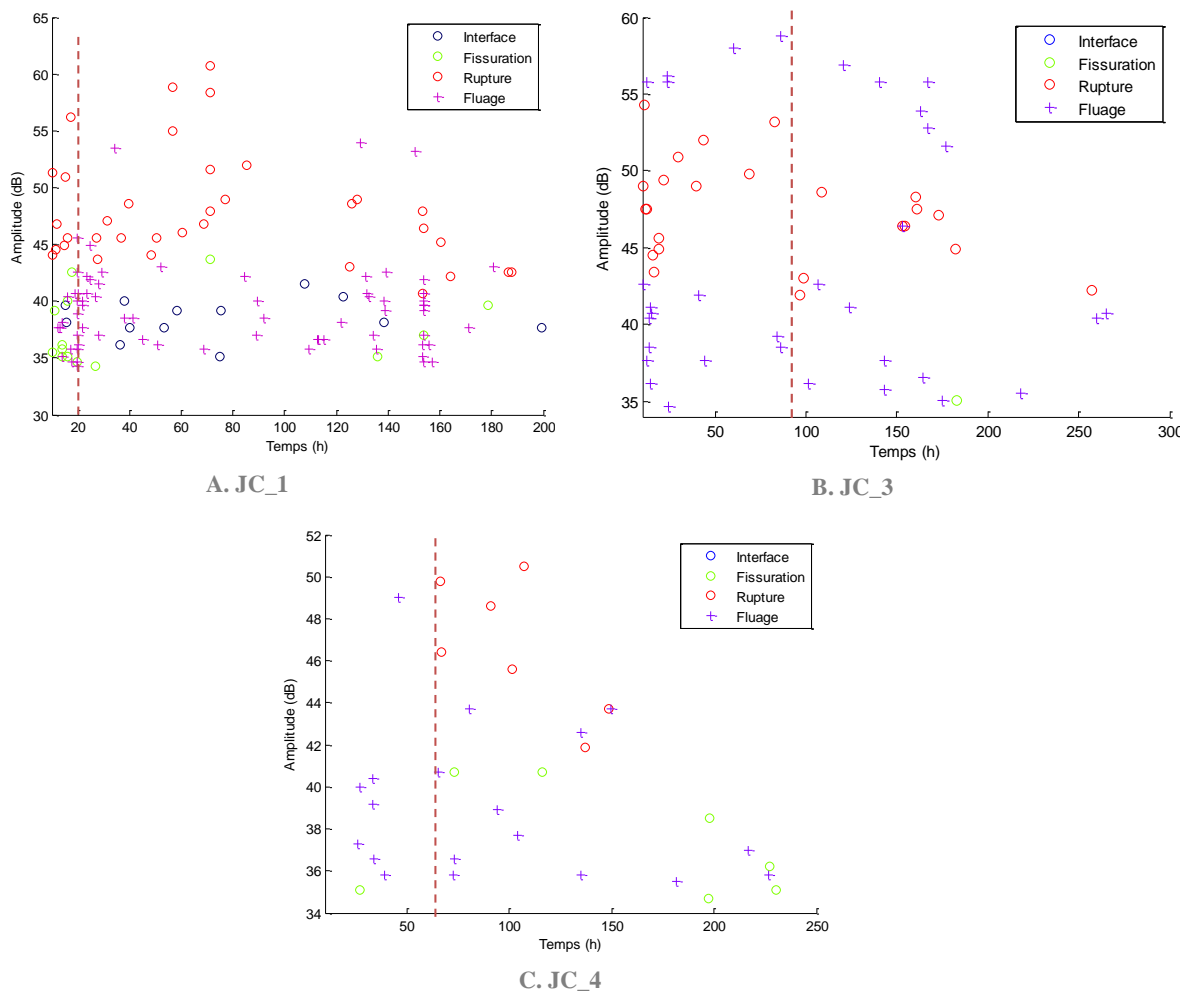 65
60
55
50
45
40
35
30
Amplitude (dB)
20 40 60 80 100 120 140 160 180 200
Temps (h)
Interface
Fissuration
Rupture
Fluage
A. JC_1
60
55
50
45
40
35
Amplitude (dB)
50 100 150 200 250 300
Temps (h)
Interface
Fissuration
Rupture
Fluage
B. JC_3
52
50
48
46
44
42
40
38
36
34
Amplitude (dB)
50 100 150 200 250
Temps (h)
Interface
Fissuration
Rupture
Fluage
C. JC_4